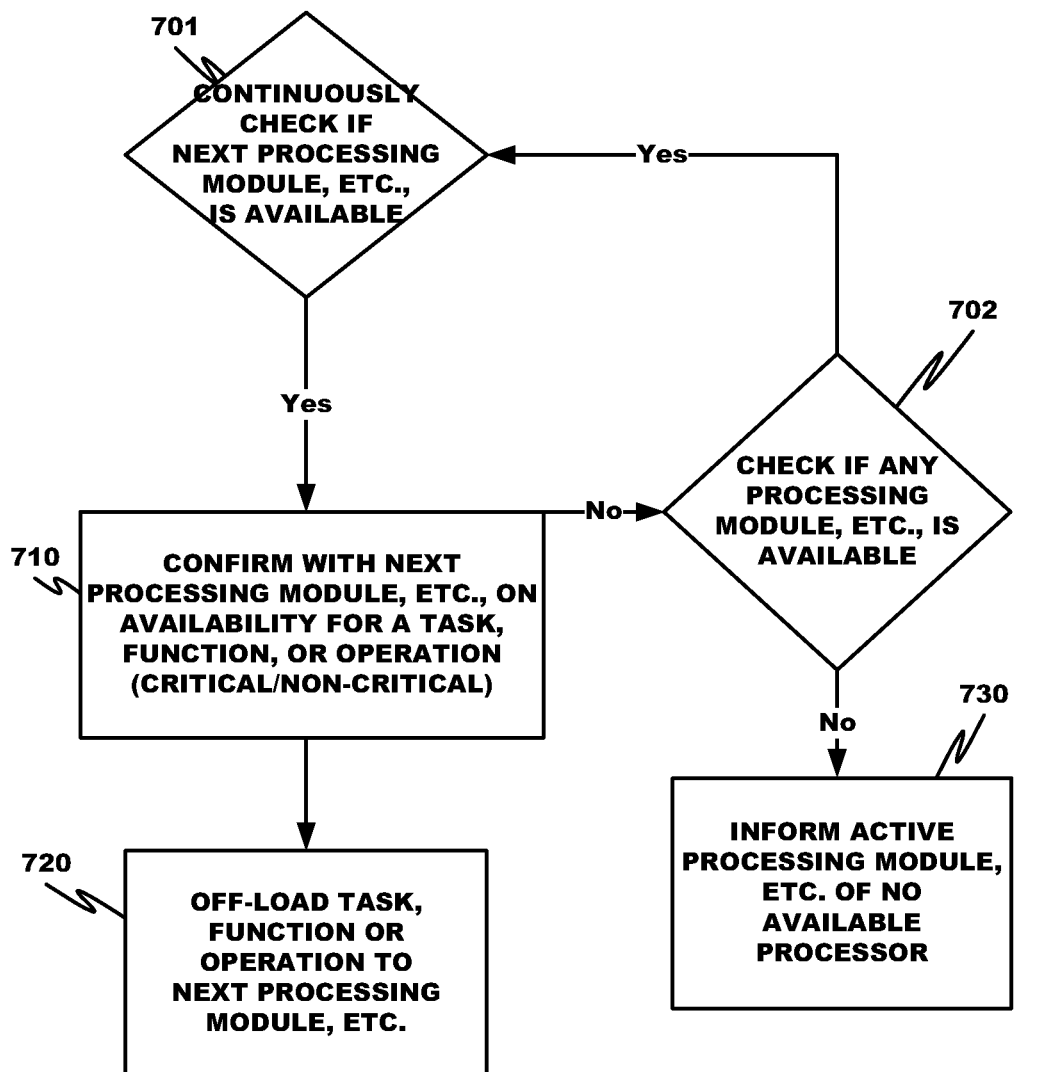 701
CONTINUOUSLY
CHECK IF
NEXT PROCESSING
MODULE, ETC.,
IS AVAILABLE
Yes
Yes
702
CHECK IF ANY
PROCESSING
MODULE, ETC., IS
AVAILABLE
No
710
CONFIRM WITH NEXT
PROCESSING MODULE, ETC., ON
AVAILABILITY FOR A TASK,
FUNCTION, OR OPERATION
(CRITICAL/NON-CRITICAL)
No
730
INFORM ACTIVE
PROCESSING MODULE,
ETC. OF NO
AVAILABLE
PROCESSOR
720
OFF-LOAD TASK,
FUNCTION OR
OPERATION TO
NEXT PROCESSING
MODULE, ETC.